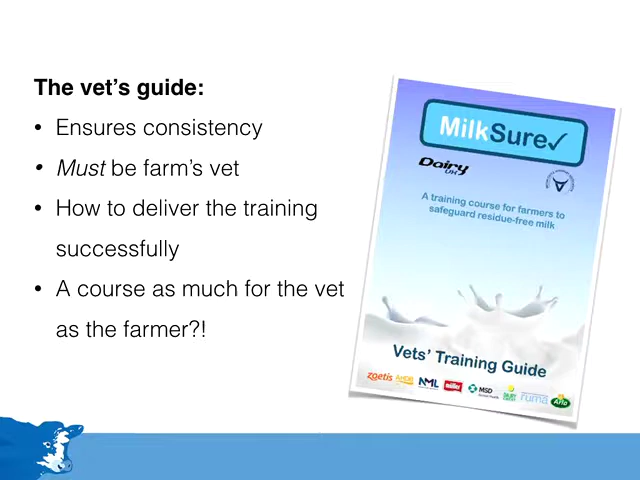 The vet's guide:
• Ensures consistency
• Must be farm's vet
• How to deliver the training
successfully
• A course as much for the vet
as the farmer?!
MilkSure✓
Dairy
UK
A training course for farmers to
safeguard residue-free milk
Vets' Training Guide
zoetis NML müller MSD ruma Arla